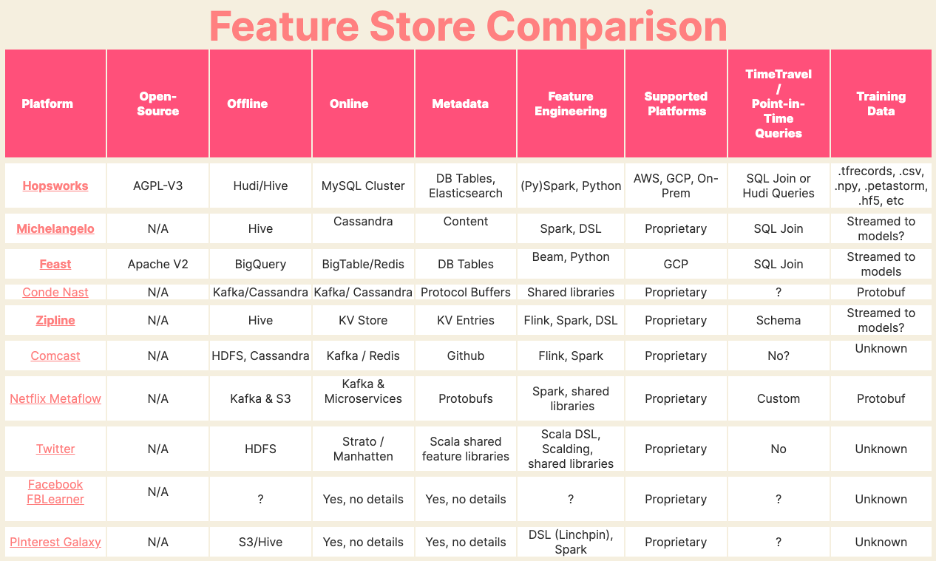 Feature Store Comparison
Platform
Open-
Source
Offline
Online
Metadata
Feature
Engineering
Supported
Platforms
TimeTravel
/
Point-in-
Time
Queries
Training
Data
Hopsworks
AGPL-V3
Hudi/Hive
MySQL Cluster
DB Tables,
Elasticsearch
(Py)Spark, Python
AWS, GCP, On-
Prem
SQL Join or
Hudi Queries
.tfrecords, .csv,
.npy, .petastorm,
.hf5, etc
Michelangelo
N/A
Hive
Cassandra
Content
Spark, DSL
Proprietary
SQL Join
Streamed to
models?
Feast
Apache V2
BigQuery
BigTable/Redis
DB Tables
Beam, Python
GCP
SQL Join
Streamed to
models
Conde Nast
N/A
Kafka/Cassandra
Kafka/ Cassandra
Protocol Buffers
Shared libraries
Proprietary
?
Protobuf
Zipline
N/A
Hive
KV Store
KV Entries
Flink, Spark, DSL
Proprietary
Schema
Streamed to
models?
Comcast
N/A
HDFS, Cassandra
Kafka / Redis
Github
Flink, Spark
Proprietary
No?
Unknown
Netflix Metaflow
N/A
Kafka & S3
Kafka &
Microservices
Protobufs
Spark, shared
libraries
Proprietary
Custom
Protobuf
Twitter
N/A
HDFS
Strato /
Manhatten
Scala shared
feature libraries
Scala DSL,
Scalding,
shared libraries
Proprietary
No
Unknown
Facebook
FBLearner
N/A
?
Yes, no details
Yes, no details
?
Proprietary
?
Unknown
PInterest Galaxy
N/A
S3/Hive
Yes, no details
Yes, no details
DSL (Linchpin),
Spark
Proprietary
?
Unknown